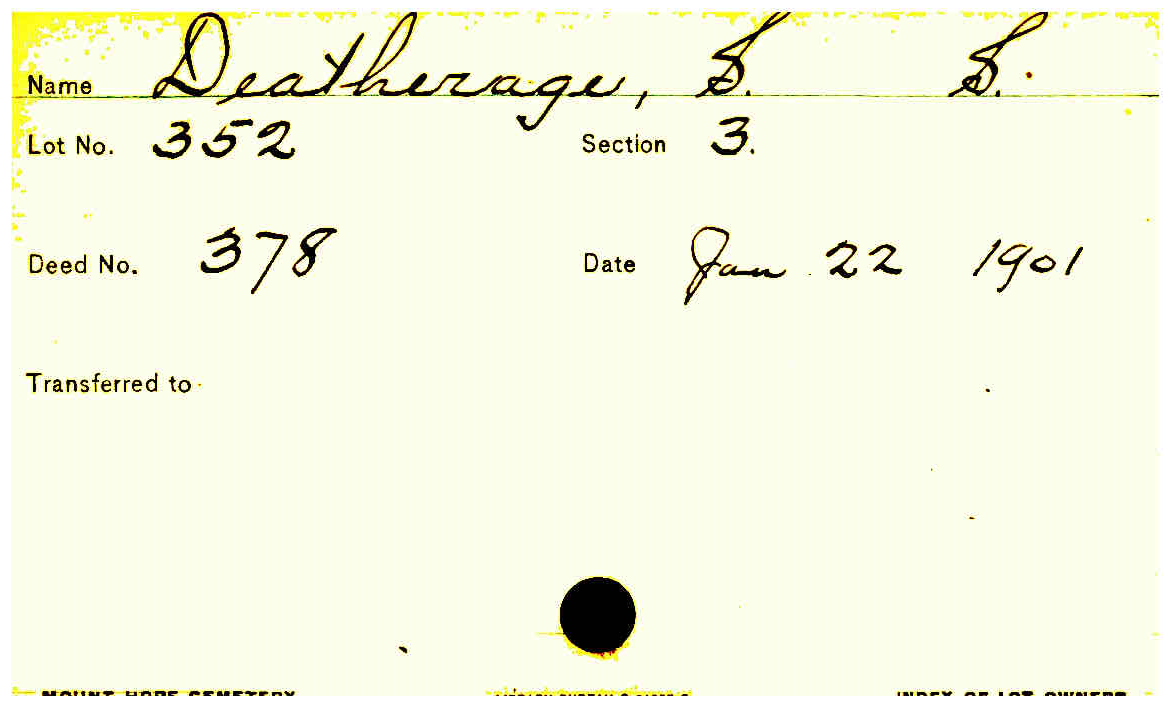 Name Deatherage, S. S.
Lot No. 352 Section 3.
Deed No. 378 Date Jan 22 1901
Transferred to
MOUNT HOPE CEMETERY INDEX OF LOT OWNERS